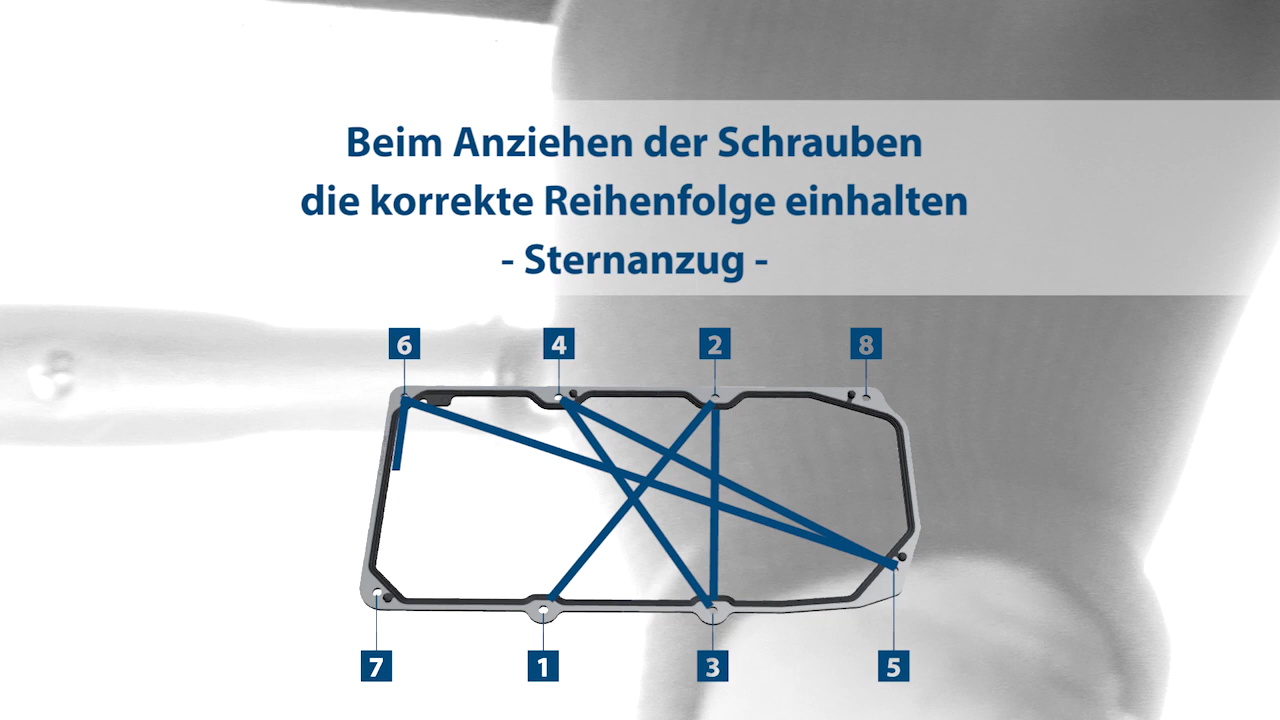 Beim Anziehen der Schrauben
die korrekte Reihenfolge einhalten
- Sternanzug -
6 4 2 8
7 1 3 5